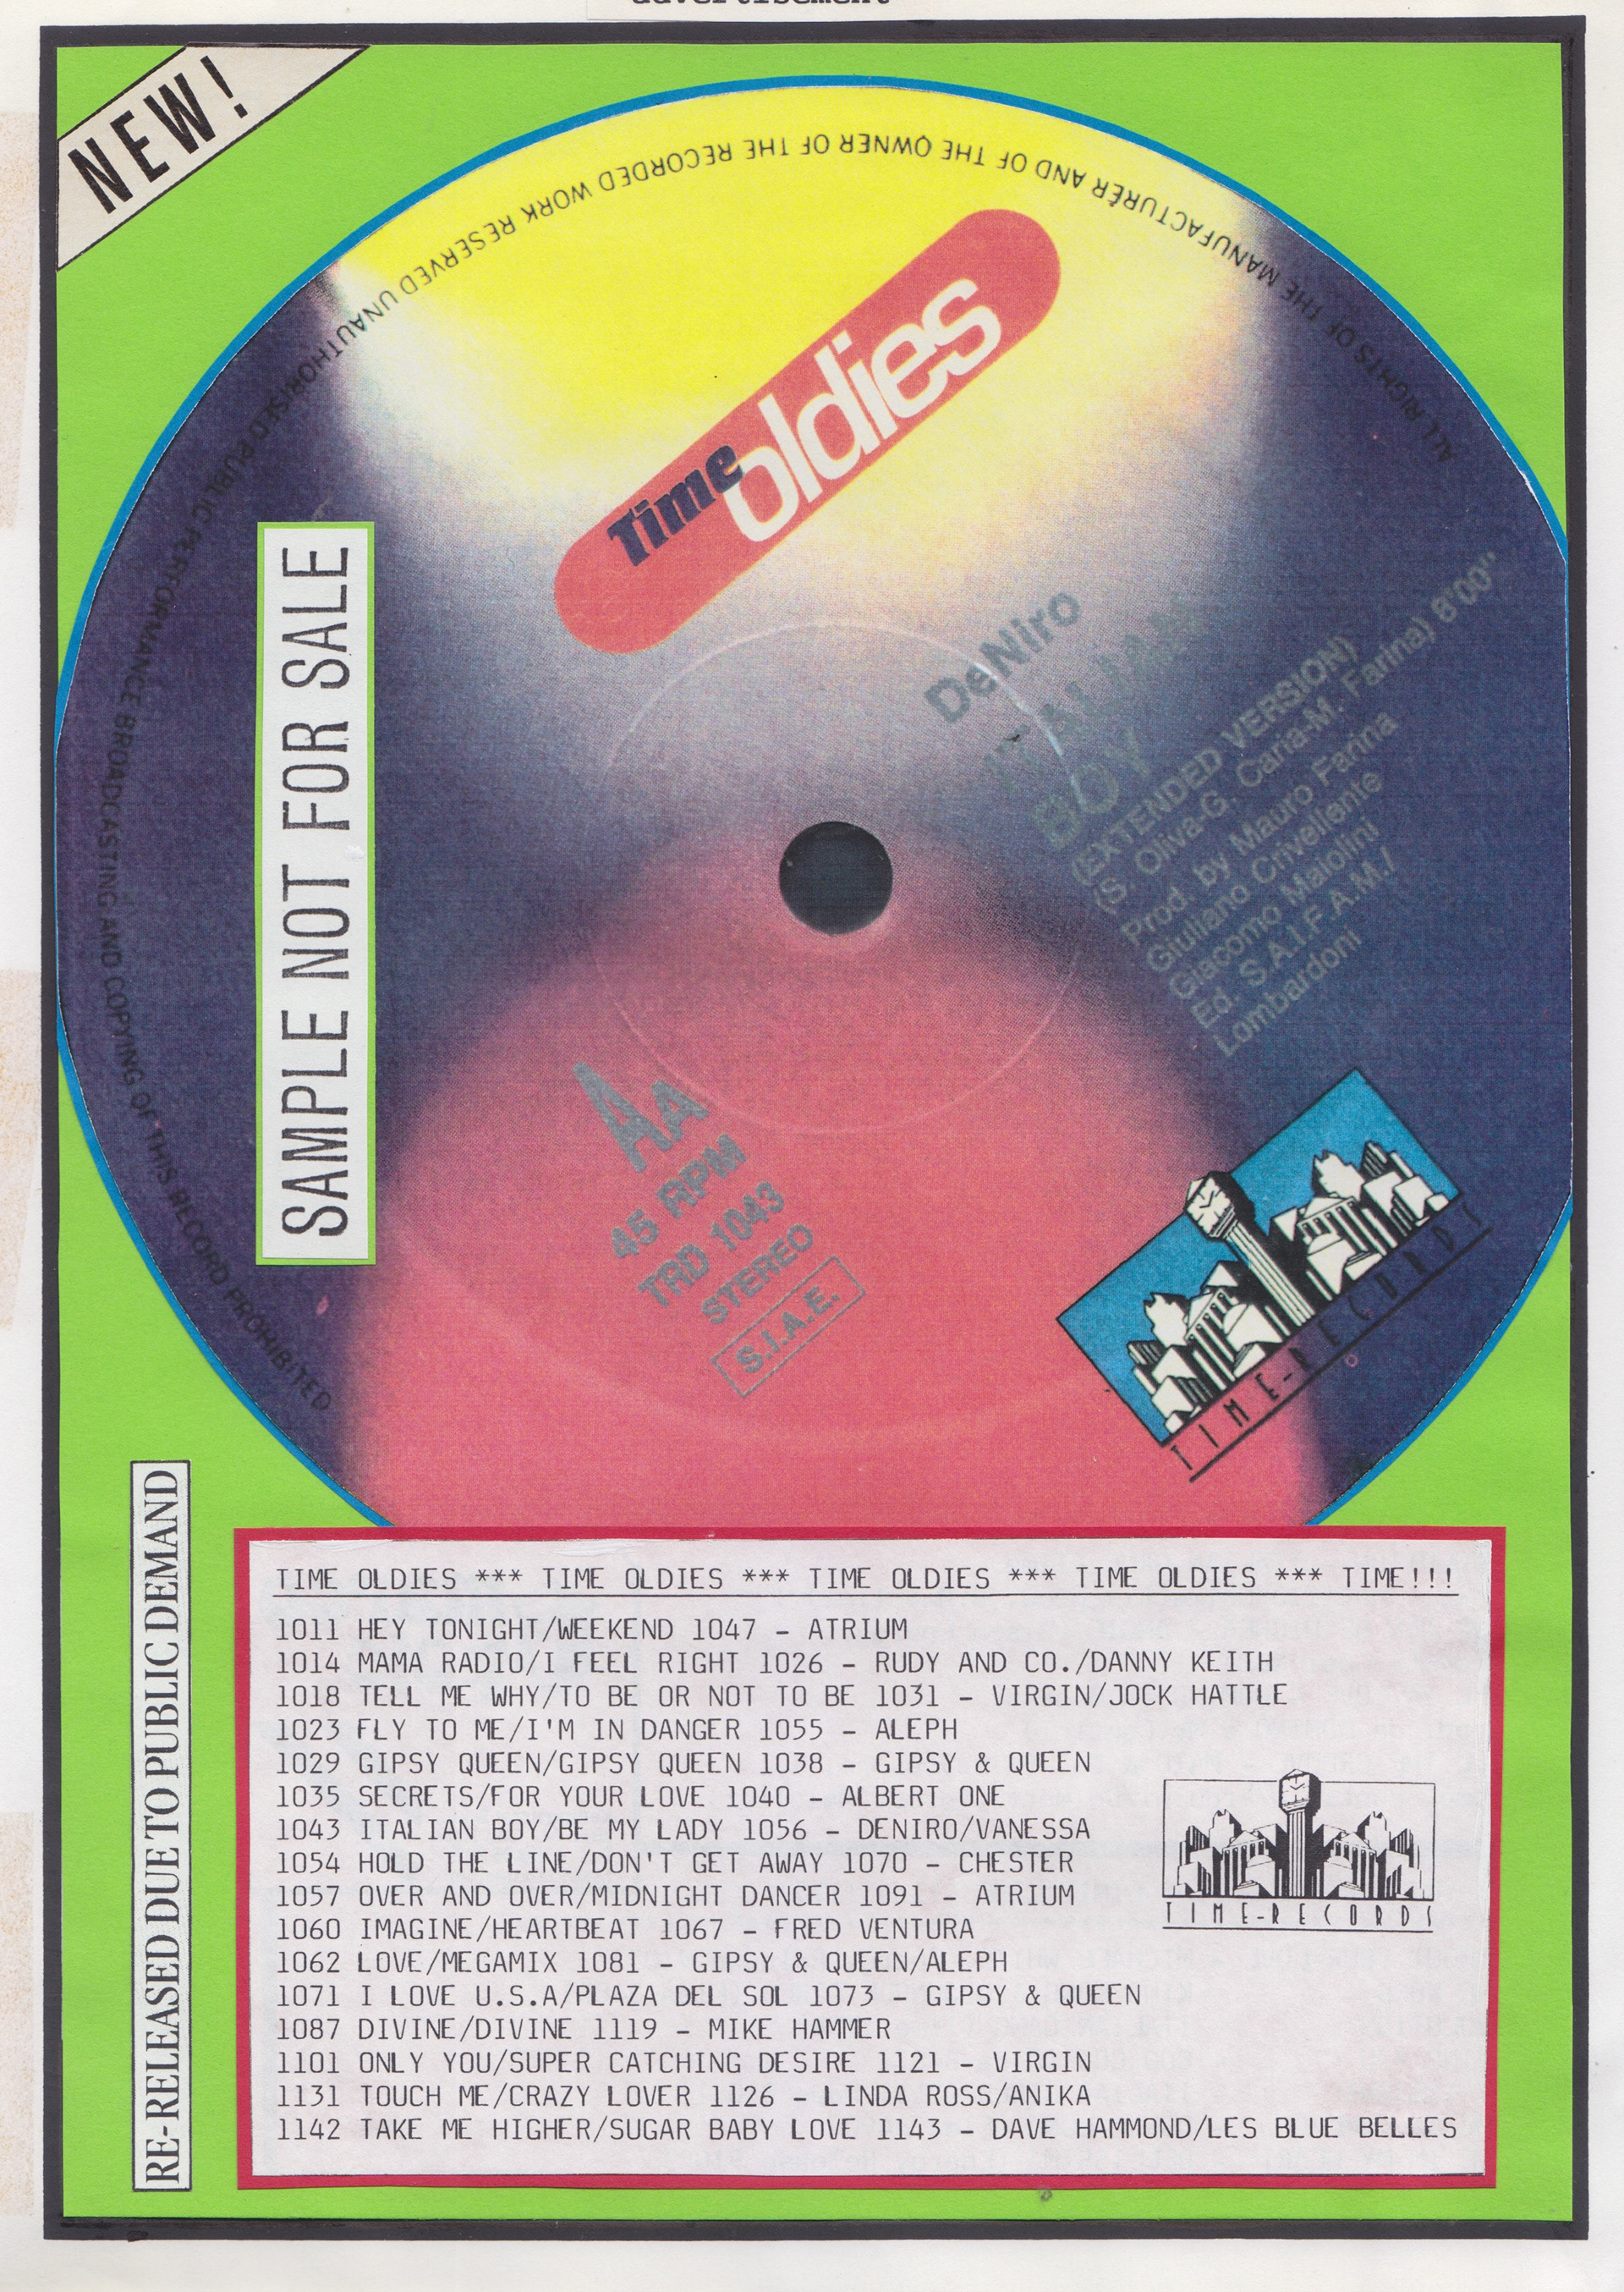 advertisement
NEW!
ALL RIGHTS OF THE MANUFACTURER AND OF THE OWNER OF THE RECORDED WORK RESERVED UNAUTHORISED PUBLIC PERFORMANCE BROADCASTING AND COPYING OF THIS RECORD PROHIBITED
Time
oldies
SAMPLE NOT FOR SALE
DeNiro
ITALIAN
BOY
(EXTENDED VERSION)
(S. Oliva-G. Caria-M. Farina) 8'00"
Prod. by Mauro Farina
Giuliano Crivellente
Giacomo Maiolini
Ed. S.A.I.F.A.M./
Lombardoni
AA
45 RPM
TRD 1043
STEREO
S.I.A.E.
TIME-RECORDS
RE-RELEASED DUE TO PUBLIC DEMAND
TIME OLDIES *** TIME OLDIES *** TIME OLDIES *** TIME OLDIES *** TIME!!!
1011 HEY TONIGHT/WEEKEND 1047 - ATRIUM
1014 MAMA RADIO/I FEEL RIGHT 1026 - RUDY AND CO./DANNY KEITH
1018 TELL ME WHY/TO BE OR NOT TO BE 1031 - VIRGIN/JOCK HATTLE
1023 FLY TO ME/I'M IN DANGER 1055 - ALEPH
1029 GIPSY QUEEN/GIPSY QUEEN 1038 - GIPSY & QUEEN
1035 SECRETS/FOR YOUR LOVE 1040 - ALBERT ONE
1043 ITALIAN BOY/BE MY LADY 1056 - DENIRO/VANESSA
1054 HOLD THE LINE/DON'T GET AWAY 1070 - CHESTER
1057 OVER AND OVER/MIDNIGHT DANCER 1091 - ATRIUM
1060 IMAGINE/HEARTBEAT 1067 - FRED VENTURA
1062 LOVE/MEGAMIX 1081 - GIPSY & QUEEN/ALEPH
1071 I LOVE U.S.A/PLAZA DEL SOL 1073 - GIPSY & QUEEN
1087 DIVINE/DIVINE 1119 - MIKE HAMMER
1101 ONLY YOU/SUPER CATCHING DESIRE 1121 - VIRGIN
1131 TOUCH ME/CRAZY LOVER 1126 - LINDA ROSS/ANIKA
1142 TAKE ME HIGHER/SUGAR BABY LOVE 1143 - DAVE HAMMOND/LES BLUE BELLES
TIME-RECORDS